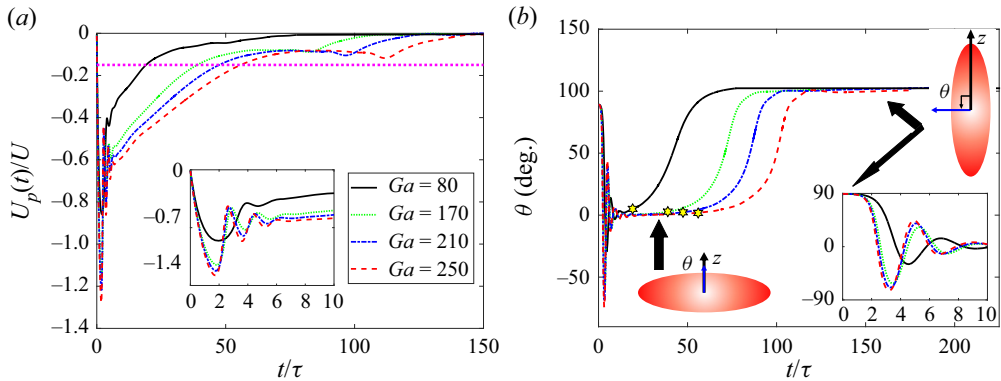 (a)
U_p(t)/U
0
−0.2
−0.4
−0.6
−0.8
−1.0
−1.2
−1.4
0
50
100
150
t/τ
0
−0.7
−1.4
0 2 4 6 8 10
Ga = 80
Ga = 170
Ga = 210
Ga = 250
(b)
θ (deg.)
150
100
50
0
−50
0
50
100
150
200
t/τ
θ
z
θ
z
90
0
−90
0 2 4 6 8 10